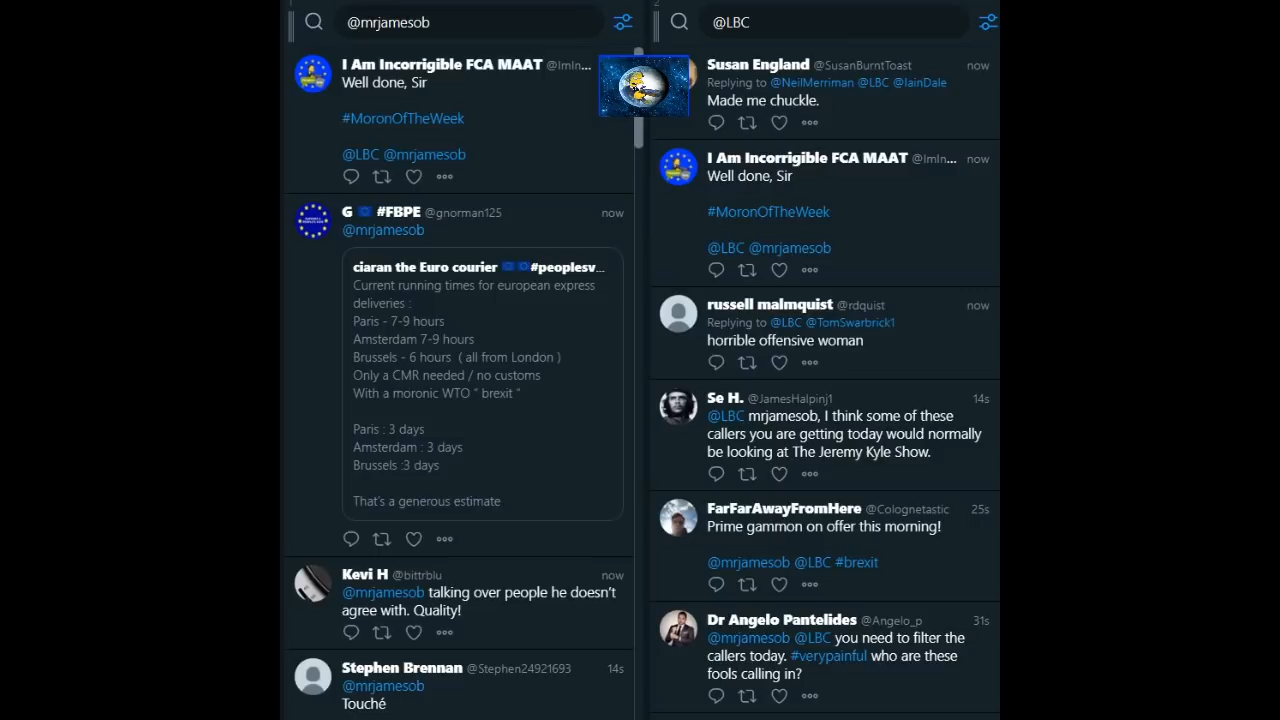 1
@mrjamesob
I Am Incorrigible FCA MAAT @ImIn...
Well done, Sir
#MoronOfTheWeek
@LBC @mrjamesob
G #FBPE @gnorman125 now
@mrjamesob
ciaran the Euro courier #peoplesv...
Current running times for european express
deliveries :
Paris - 7-9 hours
Amsterdam 7-9 hours
Brussels - 6 hours ( all from London )
Only a CMR needed / no customs
With a moronic WTO " brexit "
Paris : 3 days
Amsterdam : 3 days
Brussels :3 days
That's a generous estimate
Kevi H @bittrblu now
@mrjamesob talking over people he doesn't
agree with. Quality!
Stephen Brennan @Stephen24921693 14s
@mrjamesob
Touché
2
@LBC
Susan England @SusanBurntToast now
Replying to @NeilMerriman @LBC @IainDale
Made me chuckle.
I Am Incorrigible FCA MAAT @ImIn... now
Well done, Sir
#MoronOfTheWeek
@LBC @mrjamesob
russell malmquist @rdquist now
Replying to @LBC @TomSwarbrick1
horrible offensive woman
Se H. @JamesHalpinj1 14s
@LBC mrjamesob, I think some of these
callers you are getting today would normally
be looking at The Jeremy Kyle Show.
FarFarAwayFromHere @Colognetastic 25s
Prime gammon on offer this morning!
@mrjamesob @LBC #brexit
Dr Angelo Pantelides @Angelo_p 31s
@mrjamesob @LBC you need to filter the
callers today. #verypainful who are these
fools calling in?